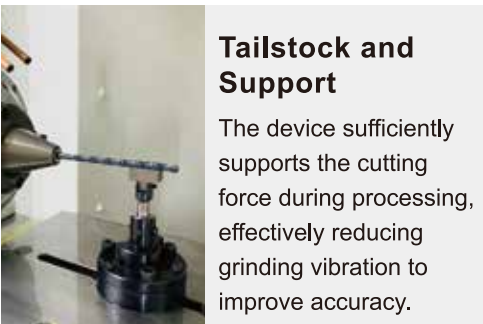 Tailstock and
Support
The device sufficiently
supports the cutting
force during processing,
effectively reducing
grinding vibration to
improve accuracy.